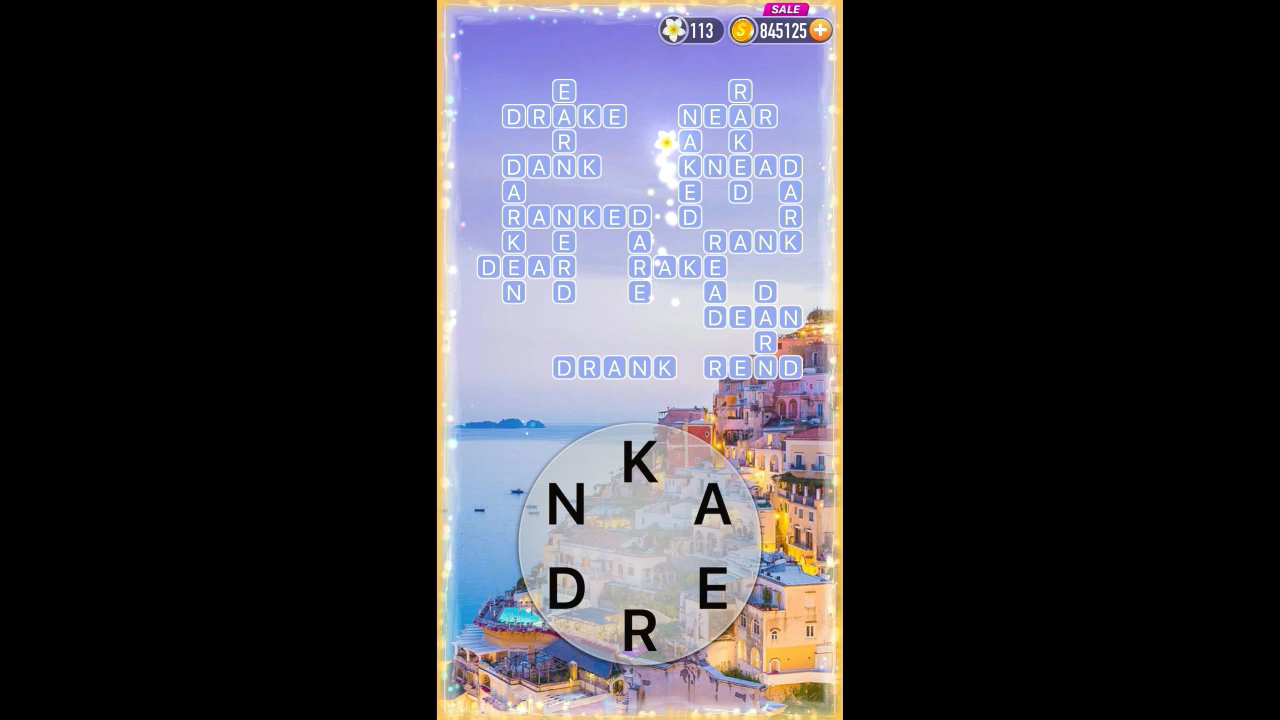 SALE
113
845125
E R
DRAKE NEAR
R A K
DANK KNEAD
A E D A
RANKED D R
K E A RANK
DEAR RAKE
N D E A D
DEAN
R
DRANK REND
K
N A
D E
R